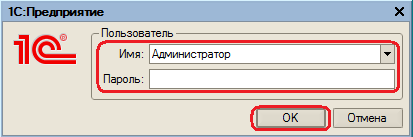 1С:Предприятие
1С®
Пользователь
Имя: Администратор
Пароль:
OK Отмена